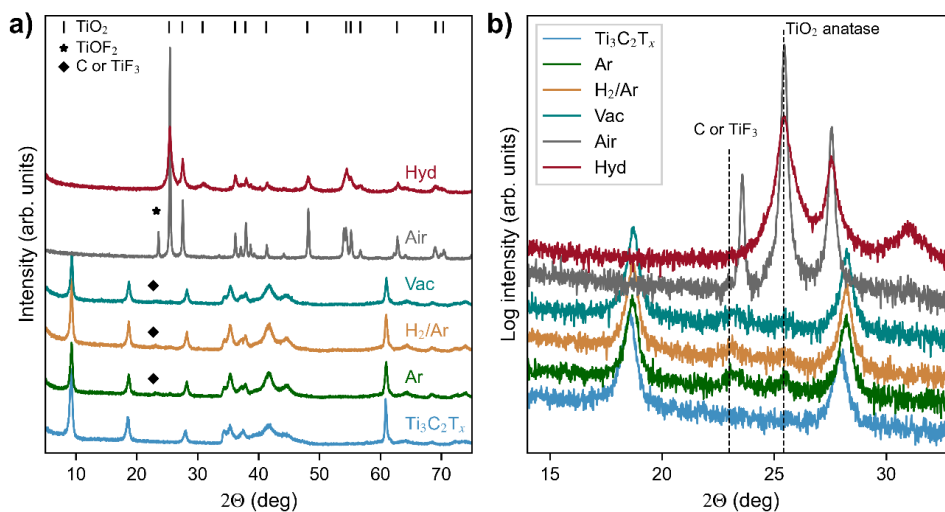 a)
TiO₂
TiOF₂
C or TiF₃
Hyd
Air
Vac
H₂/Ar
Ar
Ti₃C₂Tₓ
Intensity (arb. units)
10 20 30 40 50 60 70
2Θ (deg)
b)
Ti₃C₂Tₓ
Ar
H₂/Ar
Vac
Air
Hyd
TiO₂ anatase
C or TiF₃
Log intensity (arb. units)
15 20 25 30
2Θ (deg)